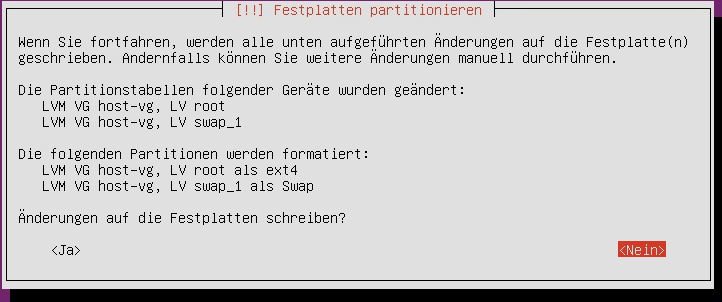 [!!] Festplatten partitionieren
Wenn Sie fortfahren, werden alle unten aufgeführten Änderungen auf die Festplatte(n)
geschrieben. Andernfalls können Sie weitere Änderungen manuell durchführen.
Die Partitionstabellen folgender Geräte wurden geändert:
LVM VG host-vg, LV root
LVM VG host-vg, LV swap_1
Die folgenden Partitionen werden formatiert:
LVM VG host-vg, LV root als ext4
LVM VG host-vg, LV swap_1 als Swap
Änderungen auf die Festplatten schreiben?
<Ja> <Nein>